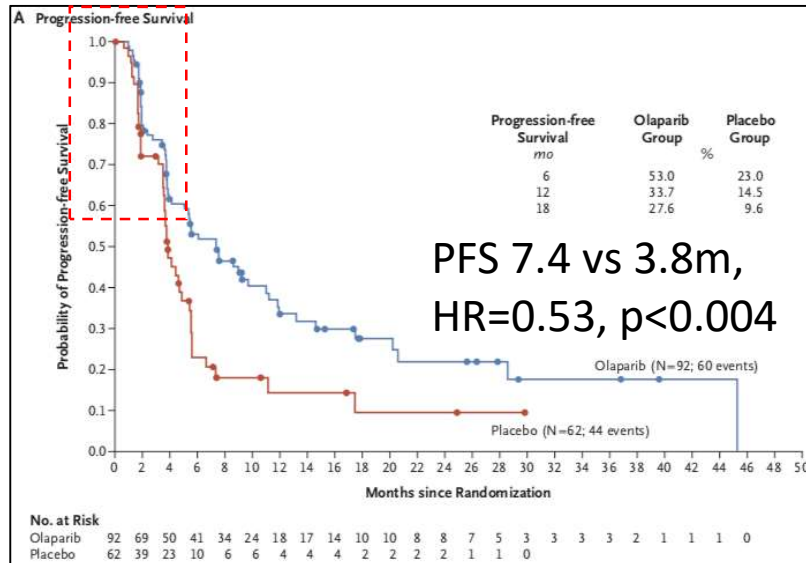 A Progression-free Survival
1.0
0.9
0.8
0.7
0.6
0.5
0.4
0.3
0.2
0.1
0.0
Probability of Progression-free Survival
Progression-free Survival Olaparib Group Placebo Group
mo %
6 53.0 23.0
12 33.7 14.5
18 27.6 9.6
PFS 7.4 vs 3.8m,
HR=0.53, p<0.004
Olaparib (N=92; 60 events)
Placebo (N=62; 44 events)
0 2 4 6 8 10 12 14 16 18 20 22 24 26 28 30 32 34 36 38 40 42 44 46 48 50
Months since Randomization
No. at Risk
Olaparib 92 69 50 41 34 24 18 17 14 10 10 8 8 7 5 3 3 3 3 2 1 1 1 0
Placebo 62 39 23 10 6 6 4 4 4 2 2 2 2 1 1 0